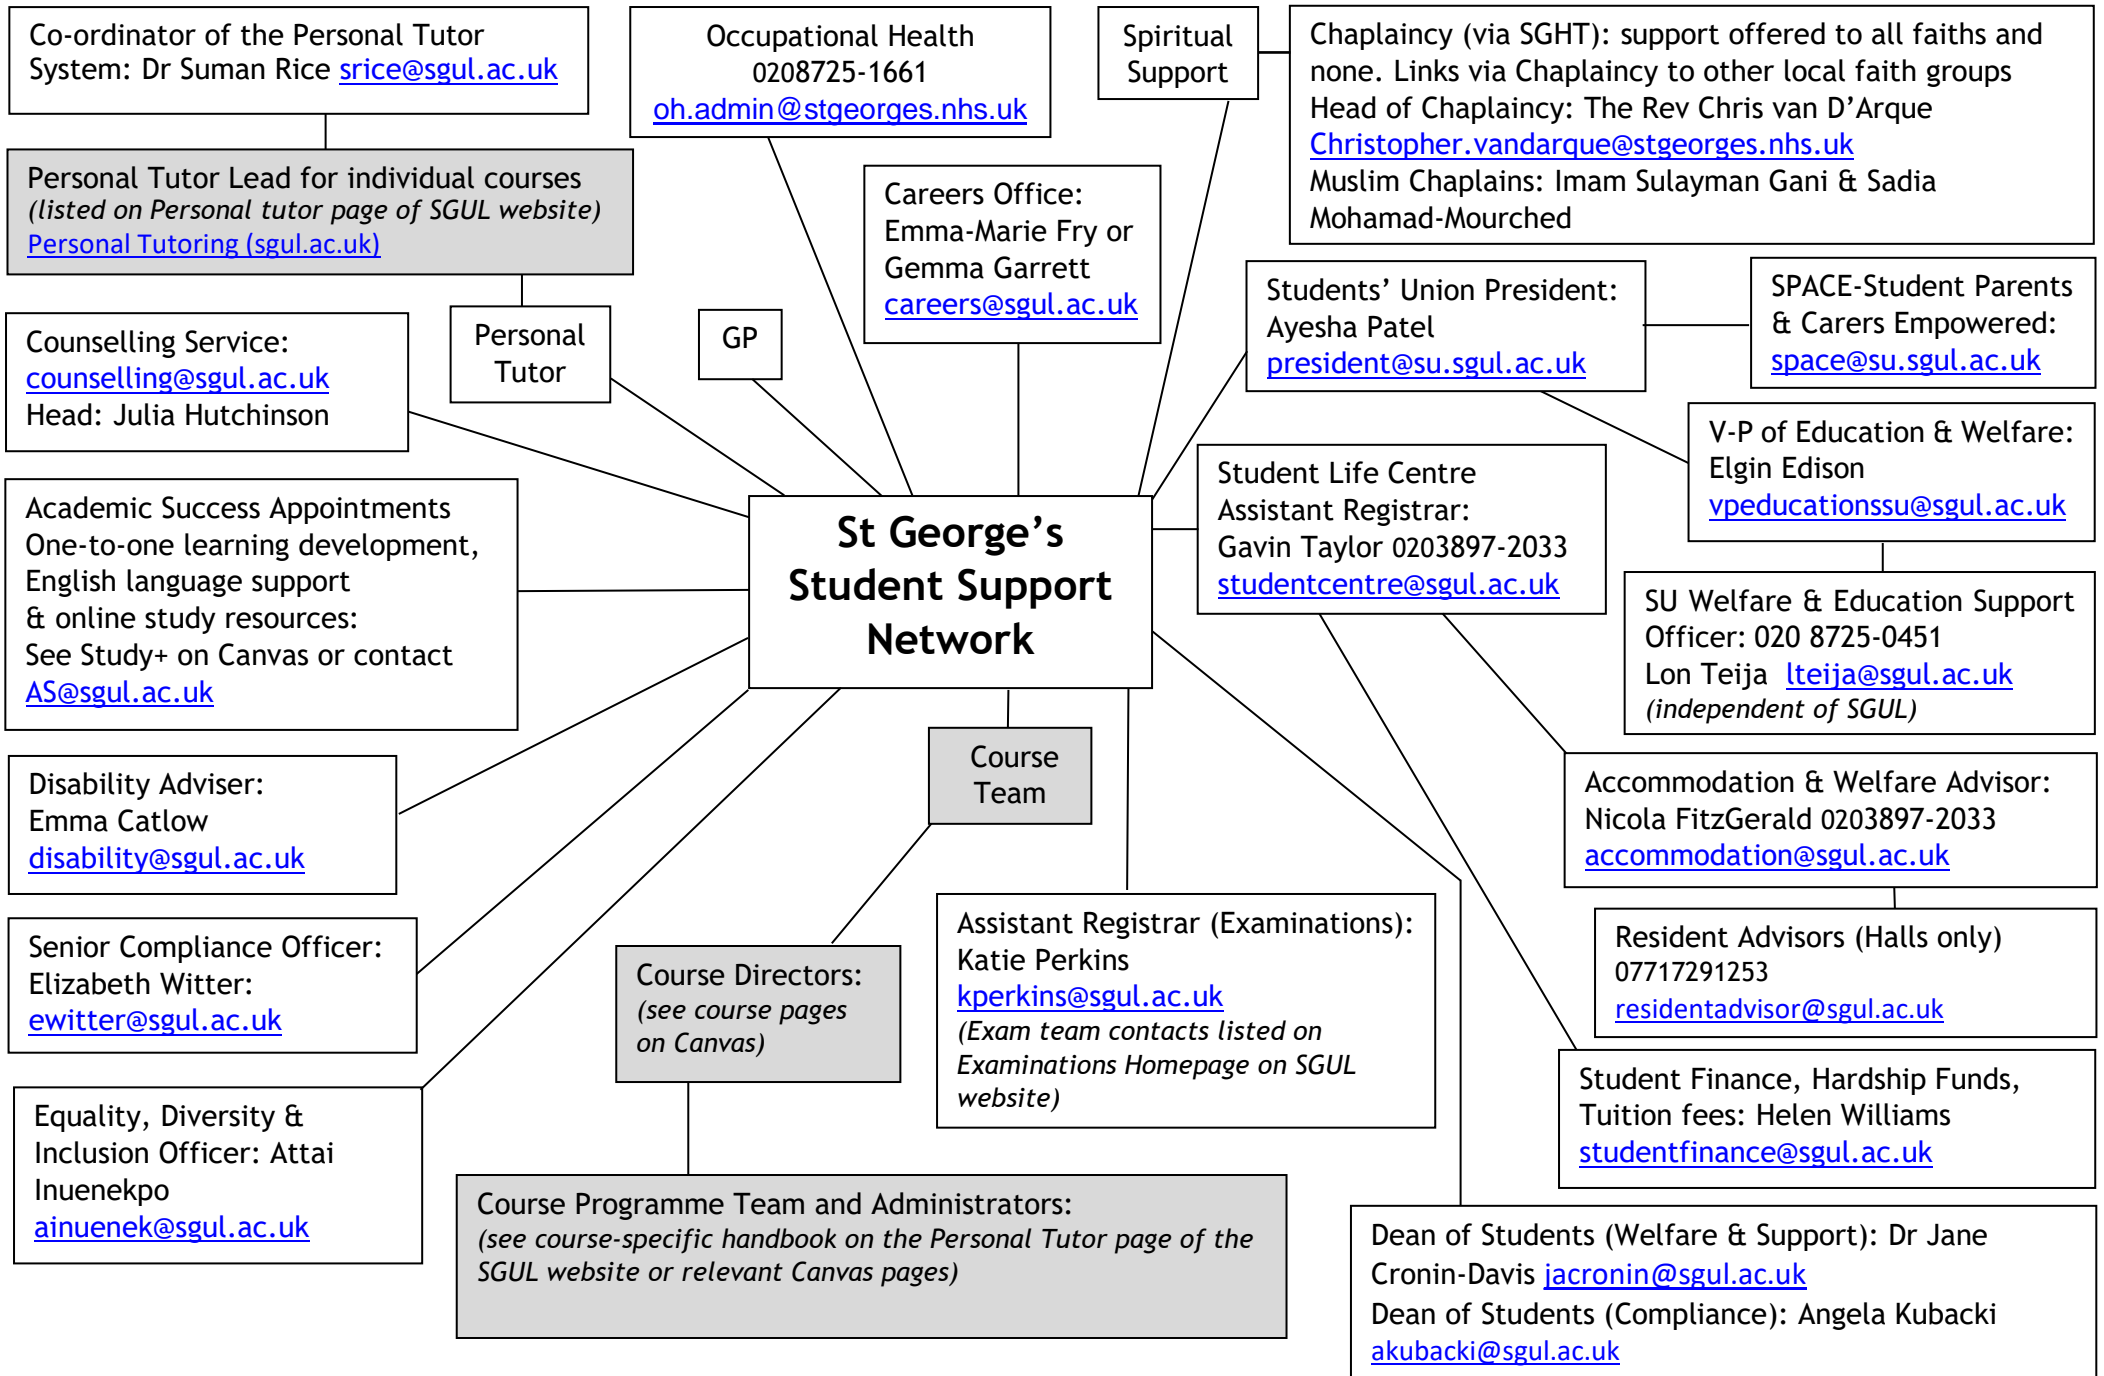 Co-ordinator of the Personal Tutor
System: Dr Suman Rice srice@sgul.ac.uk
Occupational Health
0208725-1661
oh.admin@stgeorges.nhs.uk
Spiritual
Support
Chaplaincy (via SGHT): support offered to all faiths and
none. Links via Chaplaincy to other local faith groups
Head of Chaplaincy: The Rev Chris van D’Arque
Christopher.vandarque@stgeorges.nhs.uk
Muslim Chaplains: Imam Sulayman Gani & Sadia
Mohamad-Mourched
Personal Tutor Lead for individual courses
(listed on Personal tutor page of SGUL website)
Personal Tutoring (sgul.ac.uk)
Careers Office:
Emma-Marie Fry or
Gemma Garrett
careers@sgul.ac.uk
Students’ Union President:
Ayesha Patel
president@su.sgul.ac.uk
SPACE-Student Parents
& Carers Empowered:
space@su.sgul.ac.uk
Counselling Service:
counselling@sgul.ac.uk
Head: Julia Hutchinson
Personal
Tutor
GP
V-P of Education & Welfare:
Elgin Edison
vpeducationssu@sgul.ac.uk
Academic Success Appointments
One-to-one learning development,
English language support
& online study resources:
See Study+ on Canvas or contact
AS@sgul.ac.uk
St George’s
Student Support
Network
Student Life Centre
Assistant Registrar:
Gavin Taylor 0203897-2033
studentcentre@sgul.ac.uk
SU Welfare & Education Support
Officer: 020 8725-0451
Lon Teija lteija@sgul.ac.uk
(independent of SGUL)
Disability Adviser:
Emma Catlow
disability@sgul.ac.uk
Course
Team
Accommodation & Welfare Advisor:
Nicola FitzGerald 0203897-2033
accommodation@sgul.ac.uk
Senior Compliance Officer:
Elizabeth Witter:
ewitter@sgul.ac.uk
Course Directors:
(see course pages
on Canvas)
Assistant Registrar (Examinations):
Katie Perkins
kperkins@sgul.ac.uk
(Exam team contacts listed on
Examinations Homepage on SGUL
website)
Resident Advisors (Halls only)
07717291253
residentadvisor@sgul.ac.uk
Student Finance, Hardship Funds,
Tuition fees: Helen Williams
studentfinance@sgul.ac.uk
Equality, Diversity &
Inclusion Officer: Attai
Inuenekpo
ainuenek@sgul.ac.uk
Course Programme Team and Administrators:
(see course-specific handbook on the Personal Tutor page of the
SGUL website or relevant Canvas pages)
Dean of Students (Welfare & Support): Dr Jane
Cronin-Davis jacronin@sgul.ac.uk
Dean of Students (Compliance): Angela Kubacki
akubacki@sgul.ac.uk